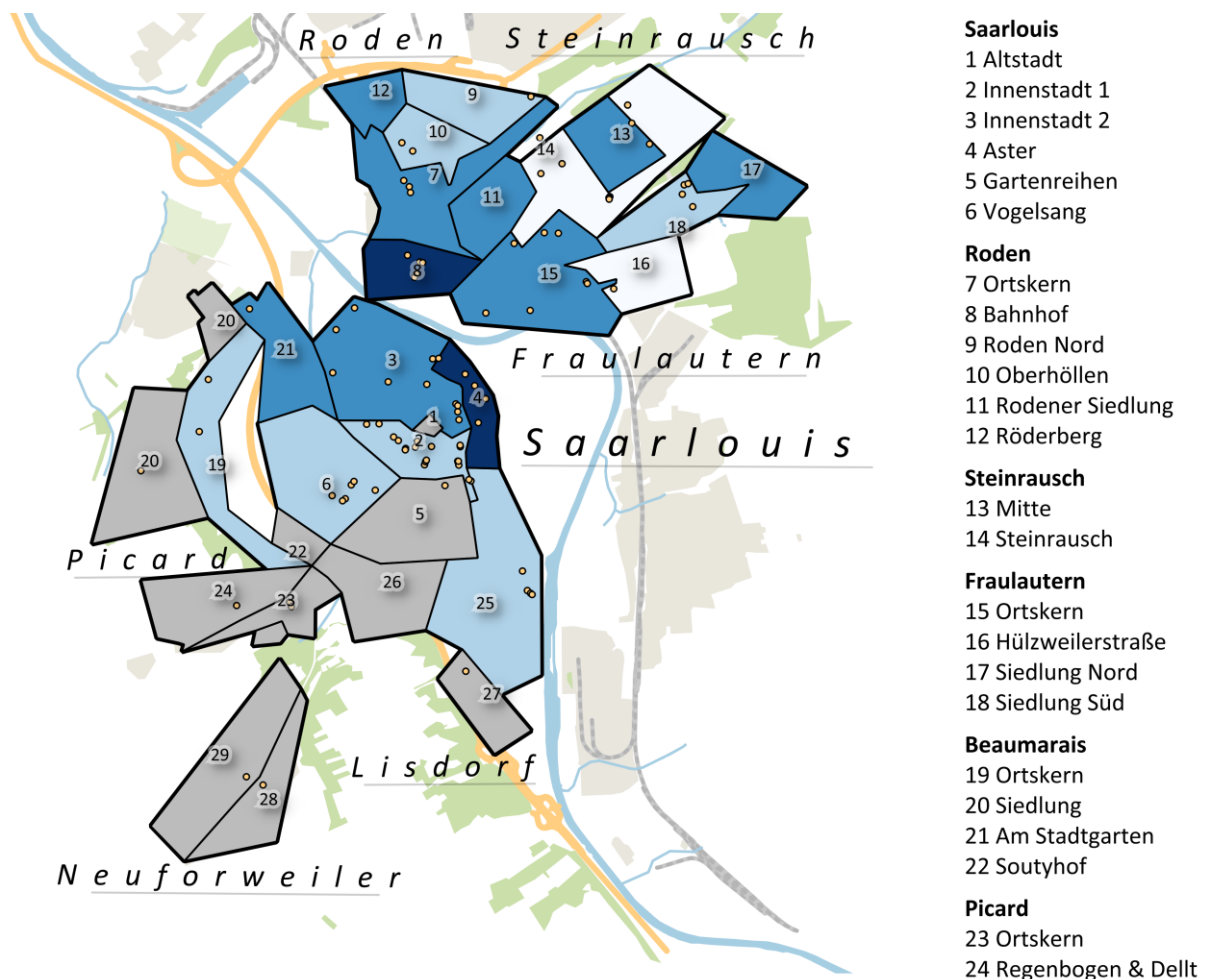 Roden Steinrausch
12
9
10
13
14
7
17
11
18
8
15
16
20
21
3
Fraulautern
4
1
2
Saarlouis
20
19
6
5
22
Picard
24
23
26
25
27
29
28
Lisdorf
Neuforweiler
Saarlouis
1 Altstadt
2 Innenstadt 1
3 Innenstadt 2
4 Aster
5 Gartenreihen
6 Vogelsang
Roden
7 Ortskern
8 Bahnhof
9 Roden Nord
10 Oberhöllen
11 Rodener Siedlung
12 Röderberg
Steinrausch
13 Mitte
14 Steinrausch
Fraulautern
15 Ortskern
16 Hülzweilerstraße
17 Siedlung Nord
18 Siedlung Süd
Beaumarais
19 Ortskern
20 Siedlung
21 Am Stadtgarten
22 Soutyhof
Picard
23 Ortskern
24 Regenbogen & Dellt